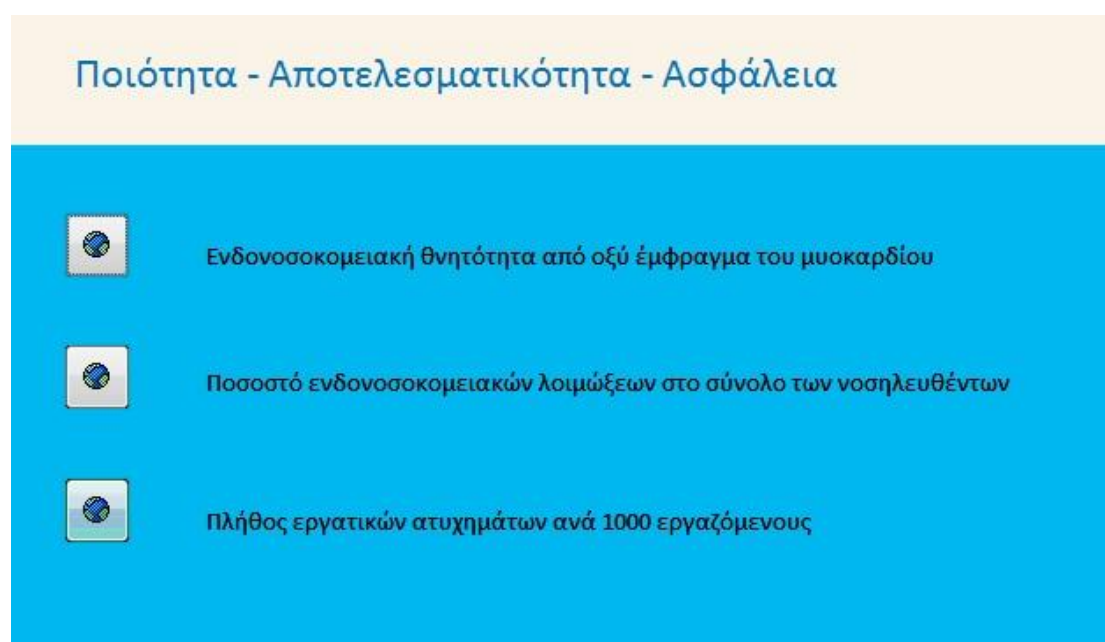 Ποιότητα - Αποτελεσματικότητα - Ασφάλεια
Ενδονοσοκομειακή θνητότητα από οξύ έμφραγμα του μυοκαρδίου
Ποσοστό ενδονοσοκομειακών λοιμώξεων στο σύνολο των νοσηλευθέντων
Πλήθος εργατικών ατυχημάτων ανά 1000 εργαζόμενους